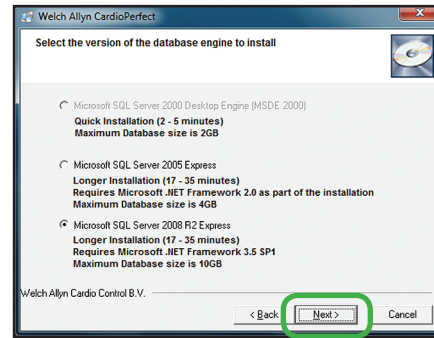 Welch Allyn CardioPerfect
Select the version of the database engine to install
Microsoft SQL Server 2000 Desktop Engine (MSDE 2000)
Quick Installation (2 - 5 minutes)
Maximum Database size is 2GB
Microsoft SQL Server 2005 Express
Longer Installation (17 - 35 minutes)
Requires Microsoft .NET Framework 2.0 as part of the installation
Maximum Database size is 4GB
Microsoft SQL Server 2008 R2 Express
Longer Installation (17 - 35 minutes)
Requires Microsoft .NET Framework 3.5 SP1
Maximum Database size is 10GB
Welch Allyn Cardio Control B.V.
< Back Next > Cancel